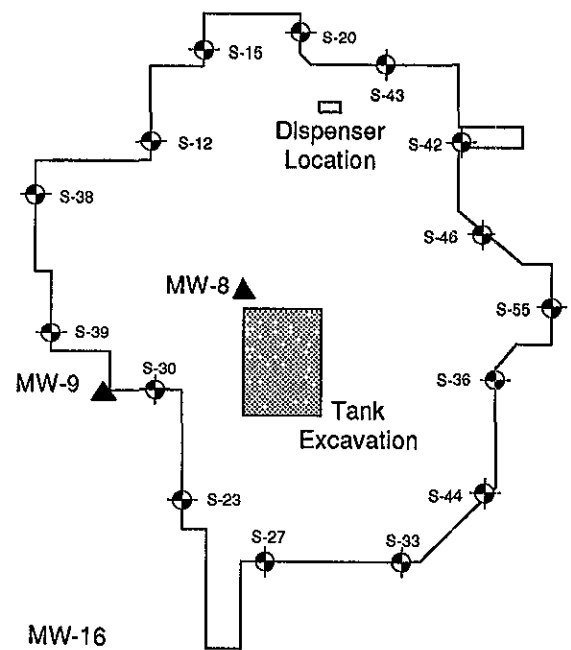 S-20
S-15
S-43
Dispenser
Location
S-12
S-42
S-38
S-46
MW-8
S-55
S-39
S-30
S-36
MW-9
Tank
Excavation
S-44
S-23
S-27
S-33
MW-16